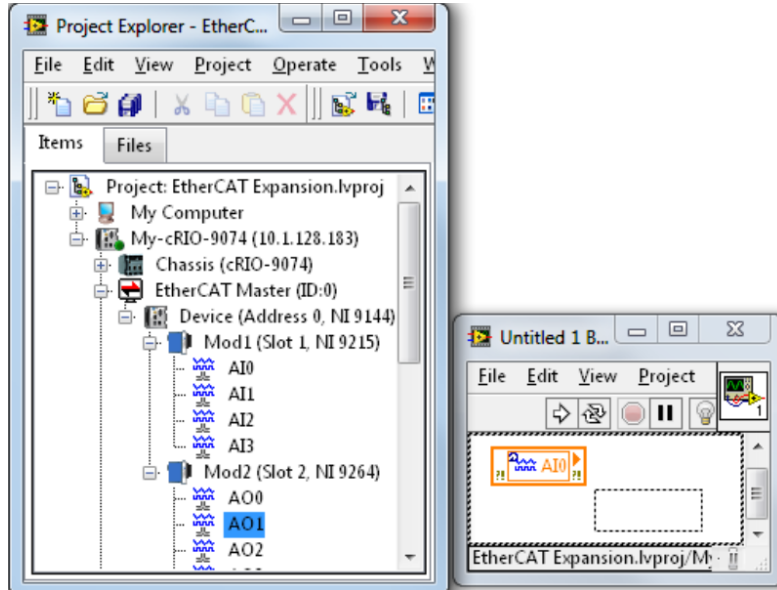 Project Explorer - EtherC...
File Edit View Project Operate Tools W
Items Files
Project: EtherCAT Expansion.lvproj
My Computer
My-cRIO-9074 (10.1.128.183)
Chassis (cRIO-9074)
EtherCAT Master (ID:0)
Device (Address 0, NI 9144)
Mod1 (Slot 1, NI 9215)
AI0
AI1
AI2
AI3
Mod2 (Slot 2, NI 9264)
AO0
AO1
AO2
Untitled 1 B...
File Edit View Project
1
AI0
?! ?!
EtherCAT Expansion.lvproj/My